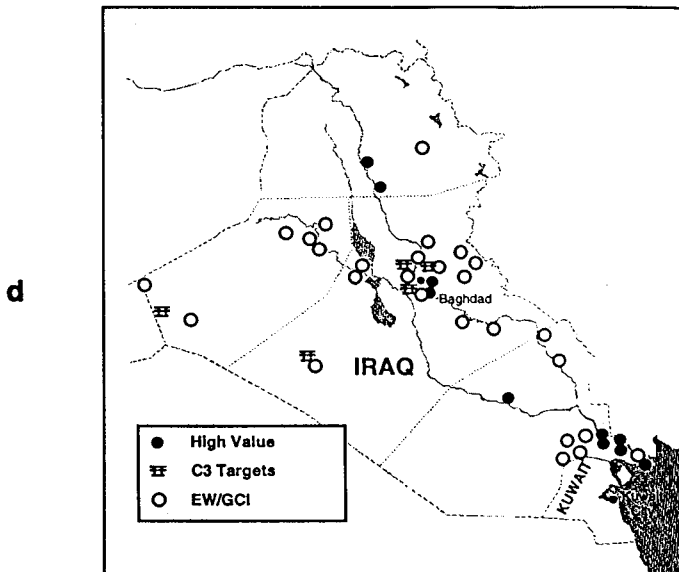 d
Baghdad
IRAQ
High Value
C3 Targets
EW/GCI
KUWAIT